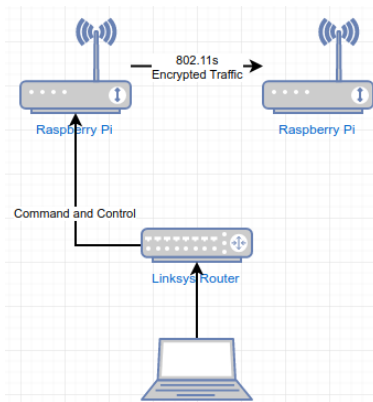 802.11s
Encrypted Traffic
Raspberry Pi
Raspberry Pi
Command and Control
Linksys Router